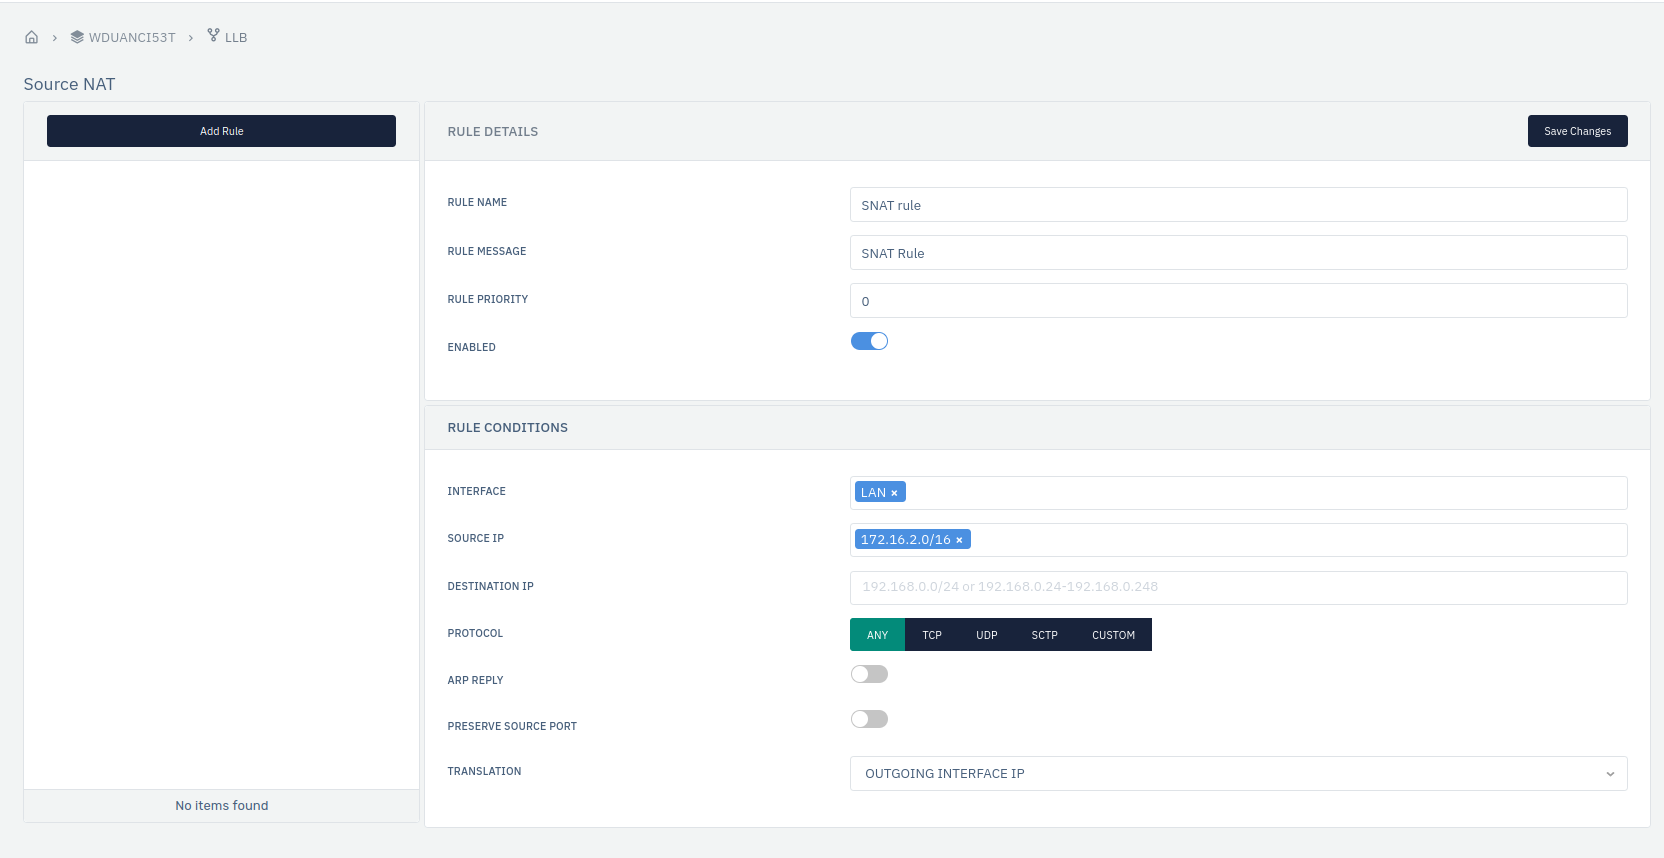 WDUANCI53T
LLB
Source NAT
Add Rule
No items found
RULE DETAILS
Save Changes
RULE NAME
SNAT rule
RULE MESSAGE
SNAT Rule
RULE PRIORITY
0
ENABLED
RULE CONDITIONS
INTERFACE
LAN ×
SOURCE IP
172.16.2.0/16 ×
DESTINATION IP
192.168.0.0/24 or 192.168.0.24-192.168.0.248
PROTOCOL
ANY TCP UDP SCTP CUSTOM
ARP REPLY
PRESERVE SOURCE PORT
TRANSLATION
OUTGOING INTERFACE IP